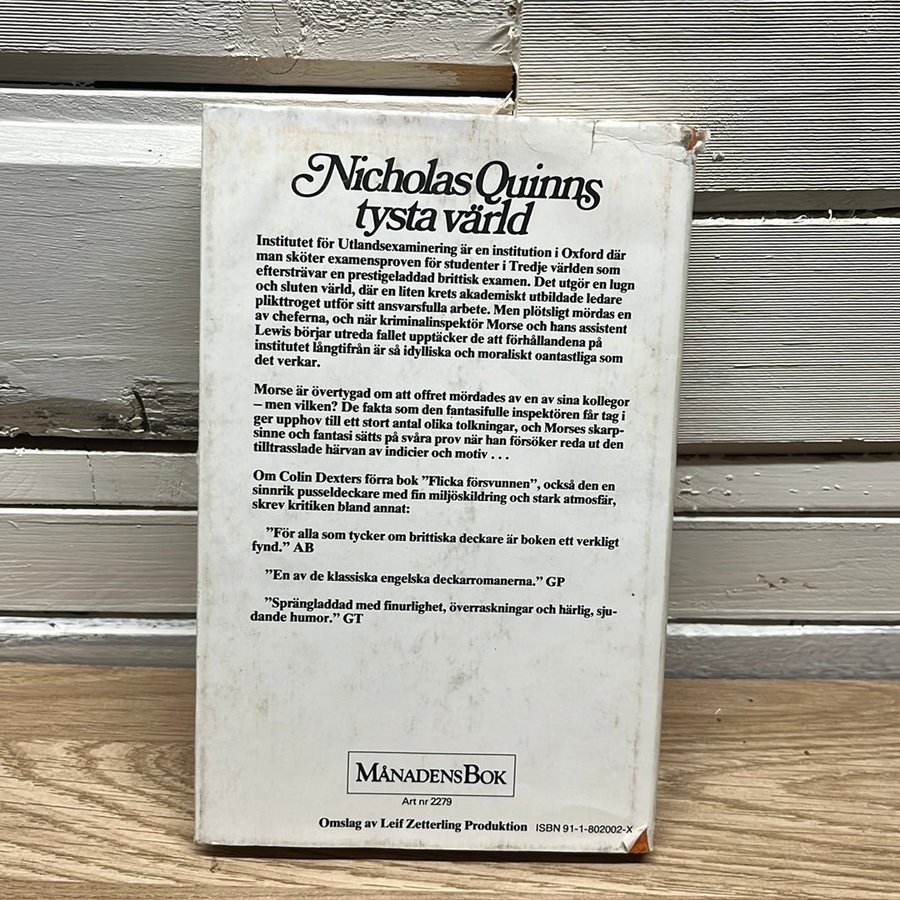 Nicholas Quinns
tysta värld
Institutet för Utlandsexaminering är en institution i Oxford där
man sköter examensproven för studenter i Tredje världen som
eftersträvar en prestigeladdad brittisk examen. Det utgör en lugn
och sluten värld, där en liten krets akademiskt utbildade ledare
plikttroget utför sitt ansvarsfulla arbete. Men plötsligt mördas en
av cheferna, och när kriminalinspektör Morse och hans assistent
Lewis börjar utreda fallet upptäcker de att förhållandena på
institutet långtifrån är så idylliska och moraliskt oantastliga som
det verkar.
Morse är övertygad om att offret mördades av en av sina kollegor
– men vilken? De fakta som den fantasifulle inspektören får tag i
ger upphov till ett stort antal olika tolkningar, och Morses skarp-
sinne och fantasi sätts på svåra prov när han försöker reda ut den
tilltrasslade härvan av indicier och motiv . . .
Om Colin Dexters förra bok ”Flicka försvunnen”, också den en
sinnrik pusseldeckare med fin miljöskildring och stark atmosfär,
skrev kritiken bland annat:
”För alla som tycker om brittiska deckare är boken ett verkligt
fynd.” AB
”En av de klassiska engelska deckarromanerna.” GP
”Sprängladdad med finurlighet, överraskningar och härlig, sju-
dande humor.” GT
MÅNADENSBOK
Art nr 2279
Omslag av Leif Zetterling Produktion ISBN 91-1-802002-X